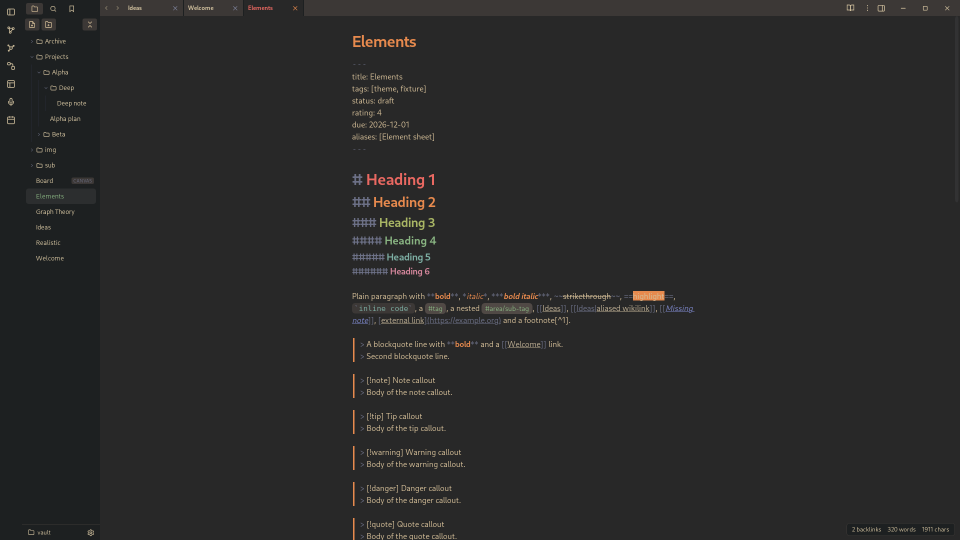 Ideas
Welcome
Elements
Archive
Projects
Alpha
Deep
Deep note
Alpha plan
Beta
img
sub
Board
CANVAS
Elements
Graph Theory
Ideas
Realistic
Welcome
vault
Elements
---
title: Elements
tags: [theme, fixture]
status: draft
rating: 4
due: 2026-12-01
aliases: [Element sheet]
---
# Heading 1
## Heading 2
### Heading 3
#### Heading 4
##### Heading 5
###### Heading 6
Plain paragraph with **bold**, *italic*, ***bold italic***, ~~strikethrough~~, ==highlight==,
`inline code`, a #tag, a nested #area/sub-tag, [[Ideas]], [[Ideas|aliased wikilink]], [[Missing
note]], [external link](https://example.org) and a footnote[^1].
> A blockquote line with **bold** and a [[Welcome]] link.
> Second blockquote line.
> [!note] Note callout
> Body of the note callout.
> [!tip] Tip callout
> Body of the tip callout.
> [!warning] Warning callout
> Body of the warning callout.
> [!danger] Danger callout
> Body of the danger callout.
> [!quote] Quote callout
> Body of the quote callout.
2 backlinks 320 words 1911 chars